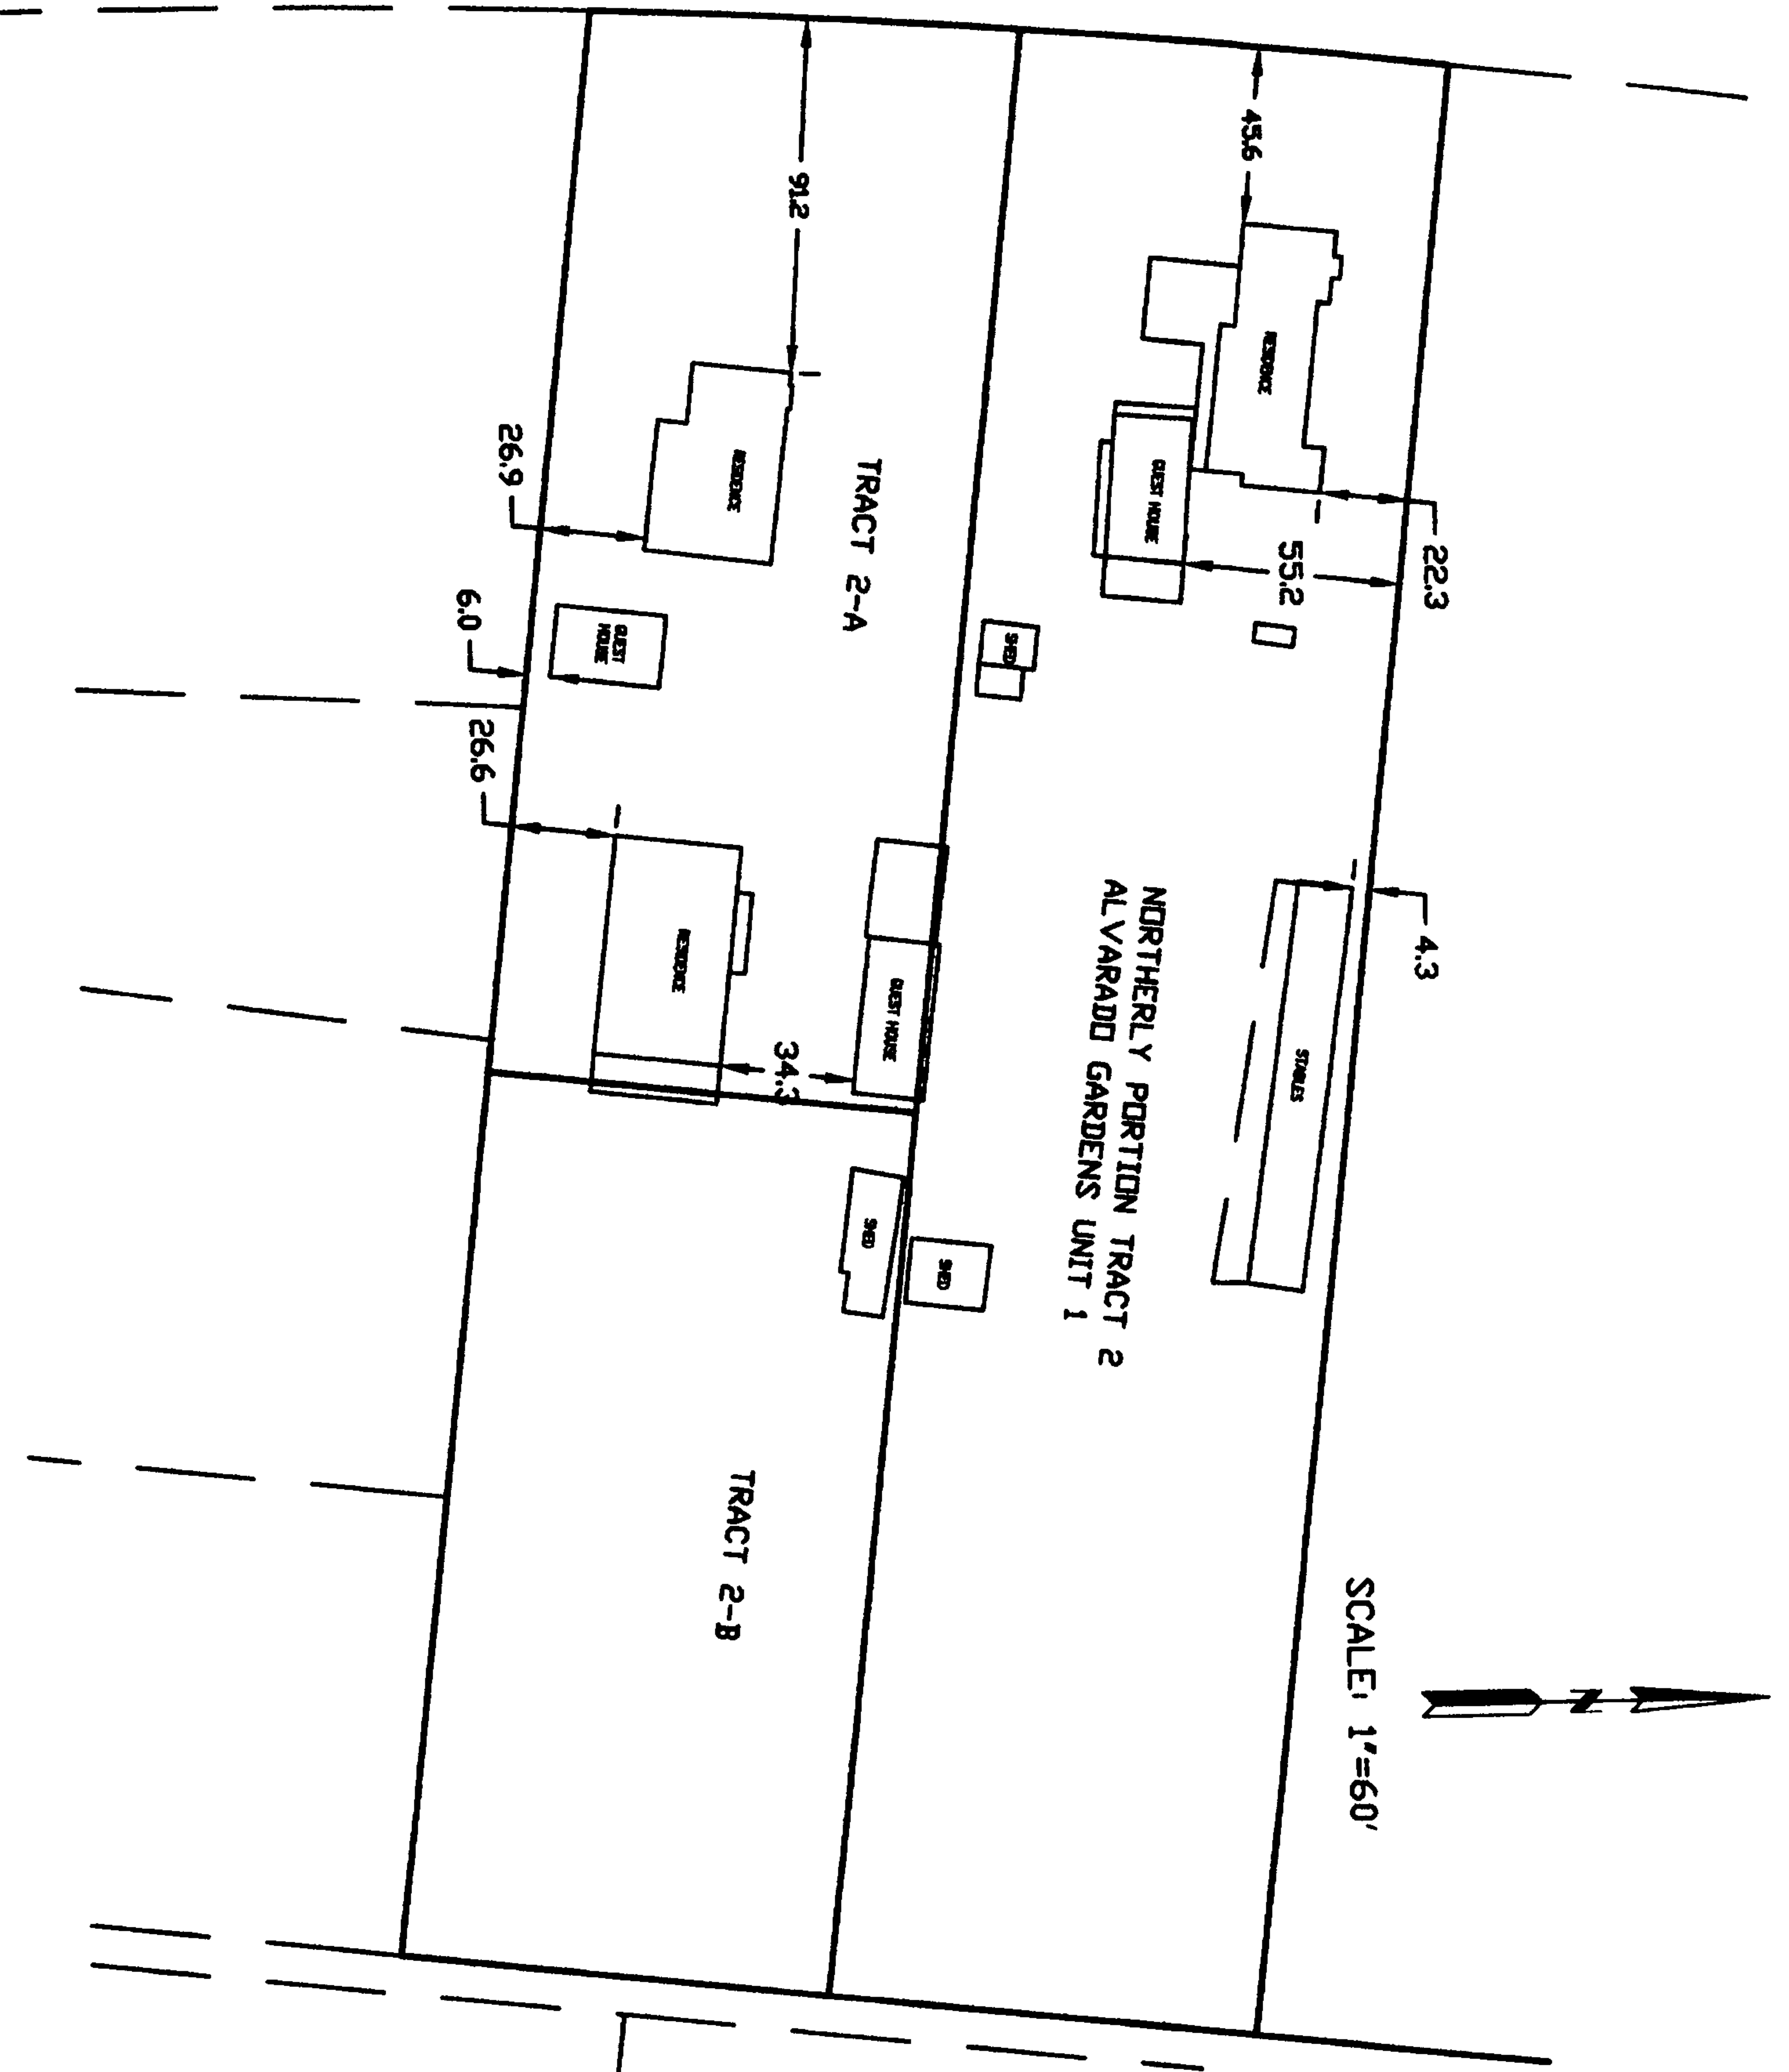 45.6
91.2
RESIDENCE
22.3
55.2
GUEST HOUSE
SHED
TRACT 2-A
RESIDENCE
26.9
GUEST
HOUSE
6.0
26.6
4.3
STABLES
NORTHERLY PORTION TRACT 2
ALVARADO GARDENS UNIT 1
GUEST HOUSE
RESIDENCE
34.3
SHED
SHED
TRACT 2-B
SCALE: 1"=60'
N